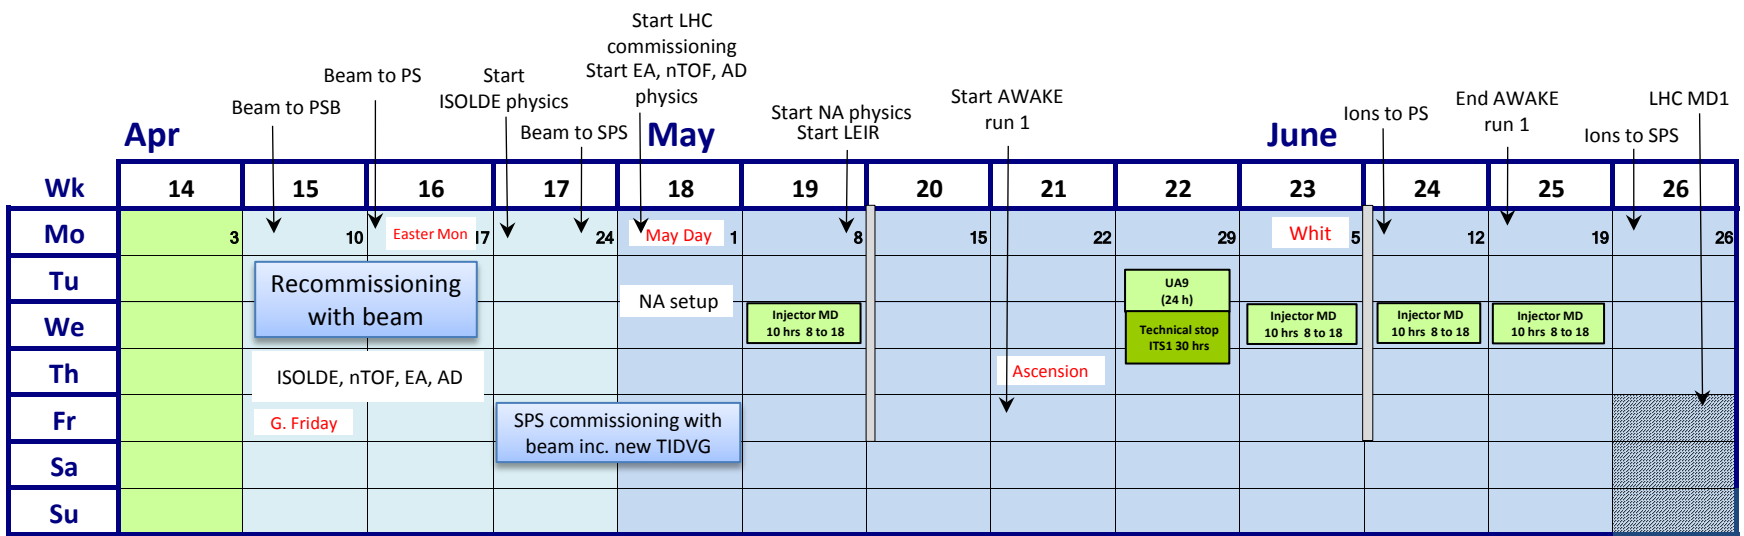 Start LHC
commissioning
Start EA, nTOF, AD
physics
Beam to PS
Start
ISOLDE physics
Beam to PSB
Beam to SPS
Start NA physics
Start LEIR
Start AWAKE
run 1
Ions to PS
End AWAKE
run 1
Ions to SPS
LHC MD1
Apr May June
Wk 14 15 16 17 18 19 20 21 22 23 24 25 26
Mo 3 10 Easter Mon 17 24 May Day 1 8 15 22 29 Whit 5 12 19 26
Tu
Recommissioning
with beam
NA setup
UA9
(24 h)
We
Injector MD
10 hrs 8 to 18
Technical stop
ITS1 30 hrs
Injector MD
10 hrs 8 to 18
Injector MD
10 hrs 8 to 18
Injector MD
10 hrs 8 to 18
Th
ISOLDE, nTOF, EA, AD
Ascension
Fr
G. Friday
SPS commissioning with
beam inc. new TIDVG
Sa
Su